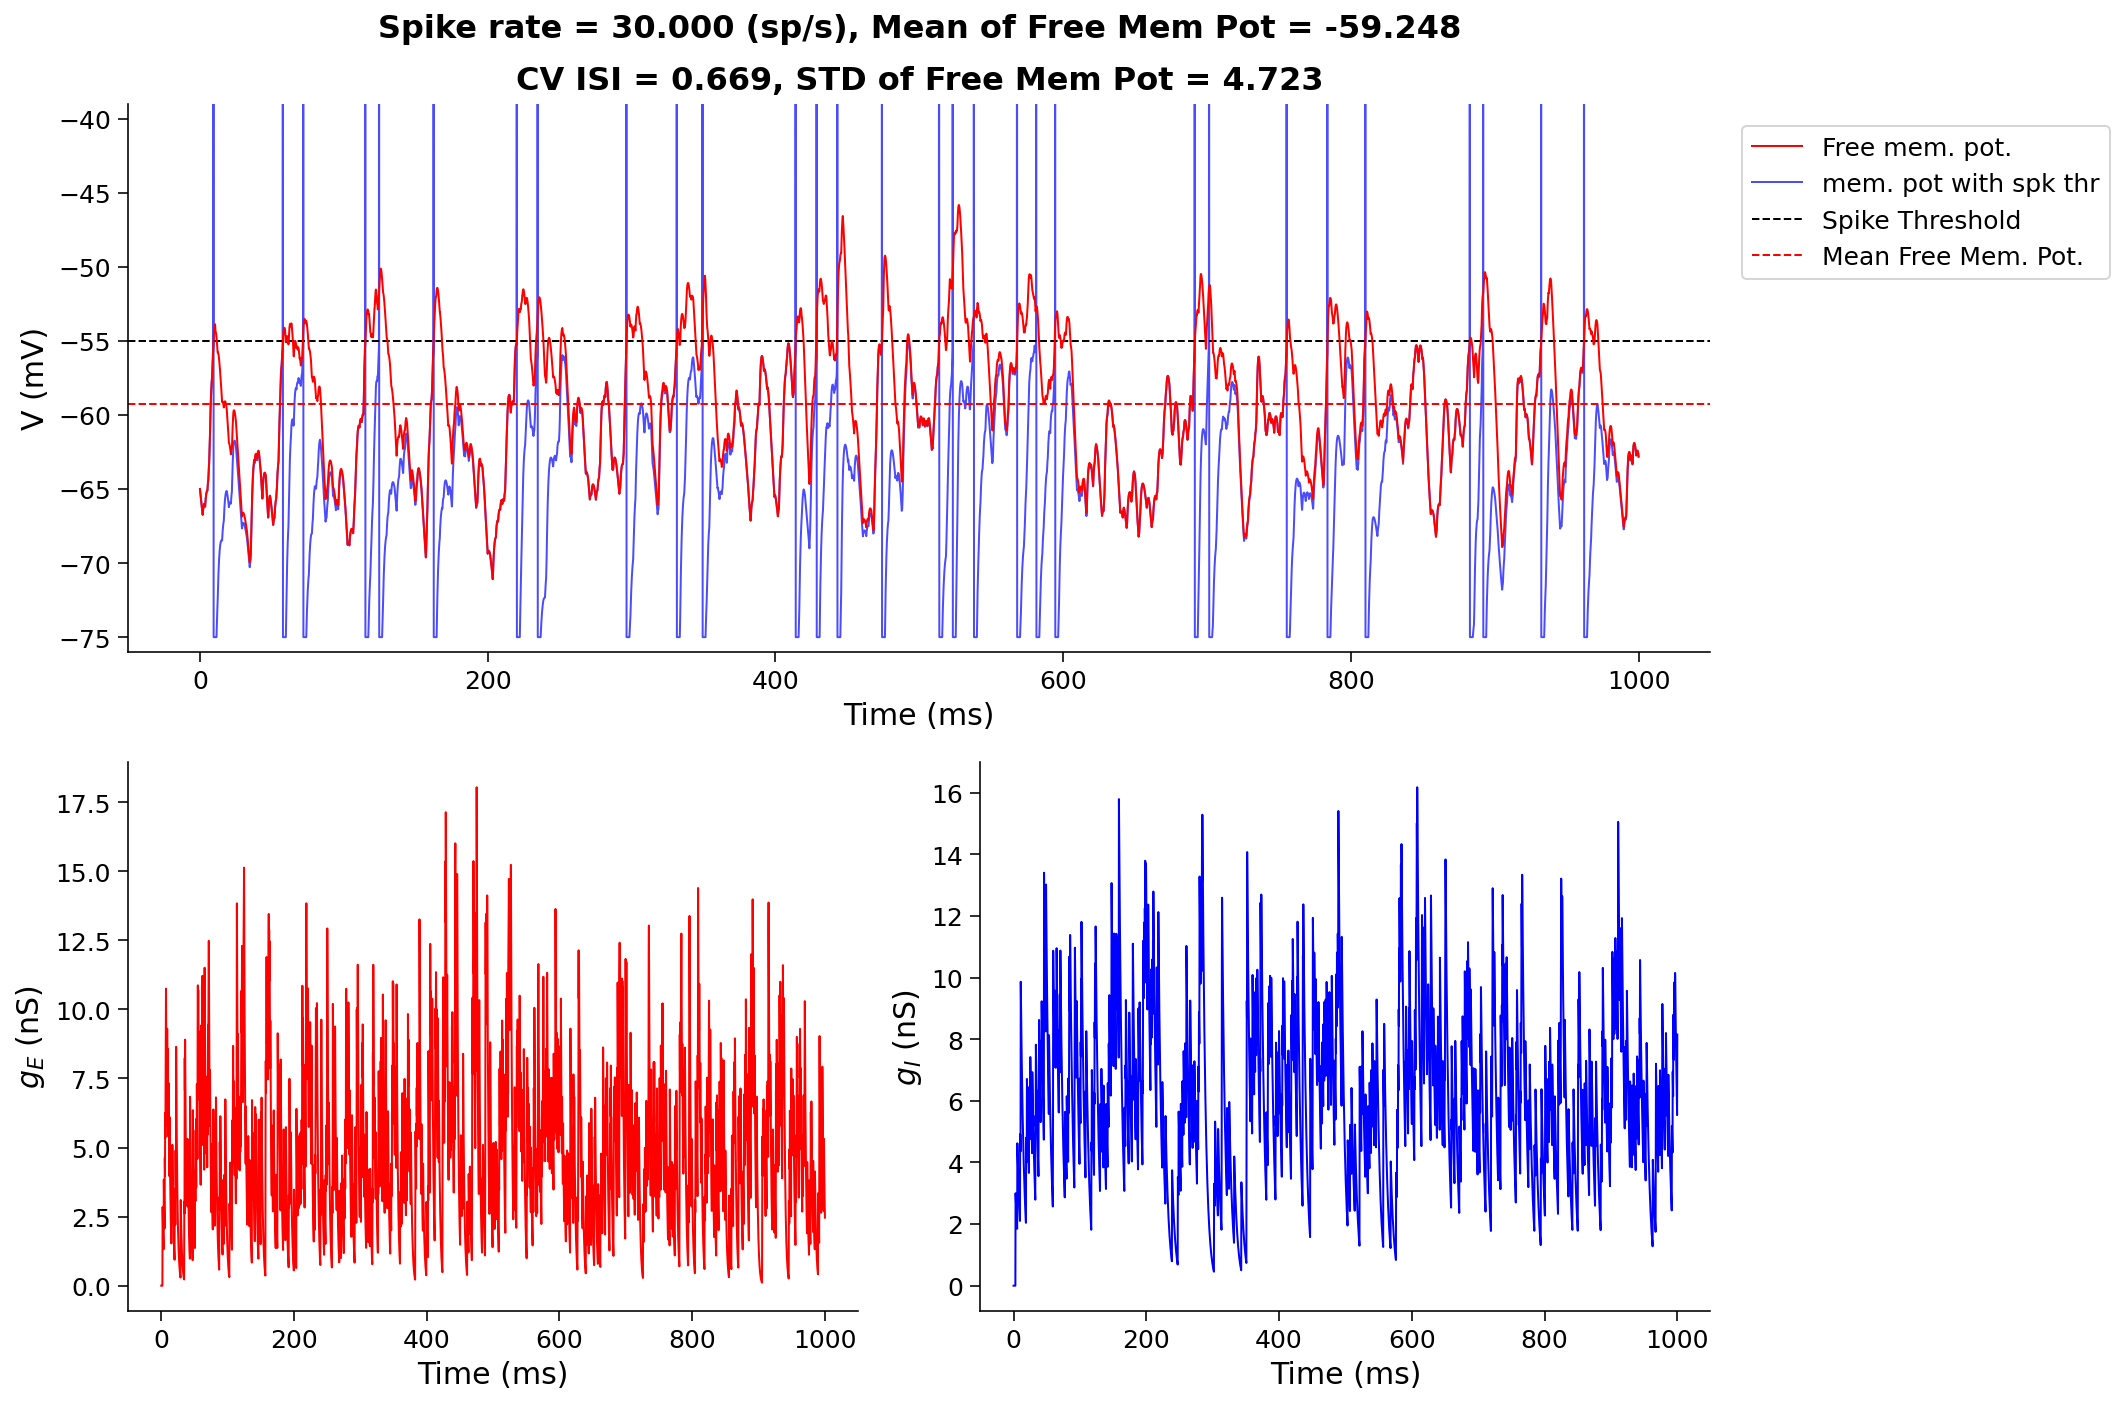 Spike rate = 30.000 (sp/s), Mean of Free Mem Pot = -59.248
CV ISI = 0.669, STD of Free Mem Pot = 4.723
−40
−45
−50
−55
−60
−65
−70
−75
V (mV)
0 200 400 600 800 1000
Time (ms)
Free mem. pot.
mem. pot with spk thr
Spike Threshold
Mean Free Mem. Pot.
17.5
15.0
12.5
10.0
7.5
5.0
2.5
0.0
g_E (nS)
0 200 400 600 800 1000
Time (ms)
16
14
12
10
8
6
4
2
0
g_I (nS)
0 200 400 600 800 1000
Time (ms)